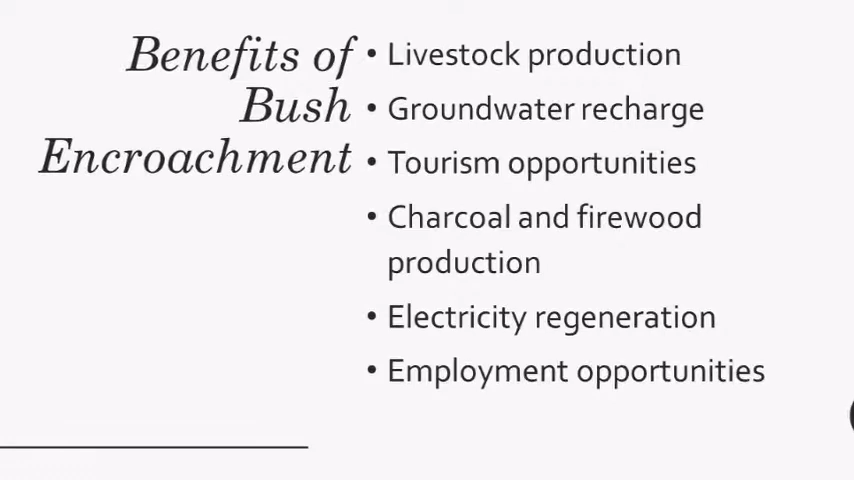 Benefits of
Bush
Encroachment
• Livestock production
• Groundwater recharge
• Tourism opportunities
• Charcoal and firewood
production
• Electricity regeneration
• Employment opportunities